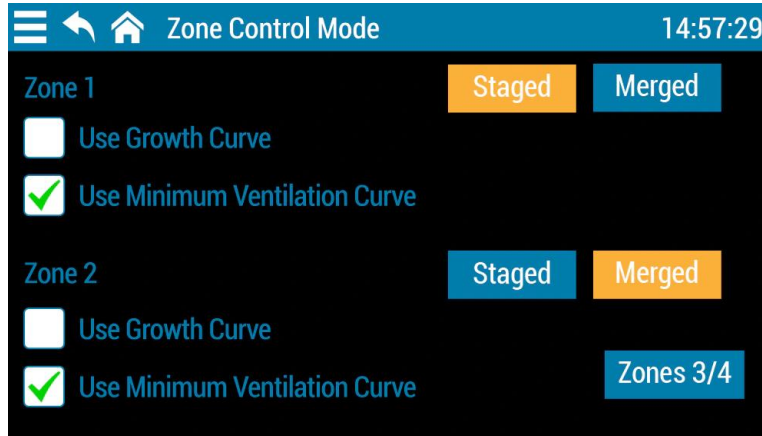 Zone Control Mode 14:57:29
Zone 1 Staged Merged
Use Growth Curve
Use Minimum Ventilation Curve
Zone 2 Staged Merged
Use Growth Curve
Use Minimum Ventilation Curve
Zones 3/4